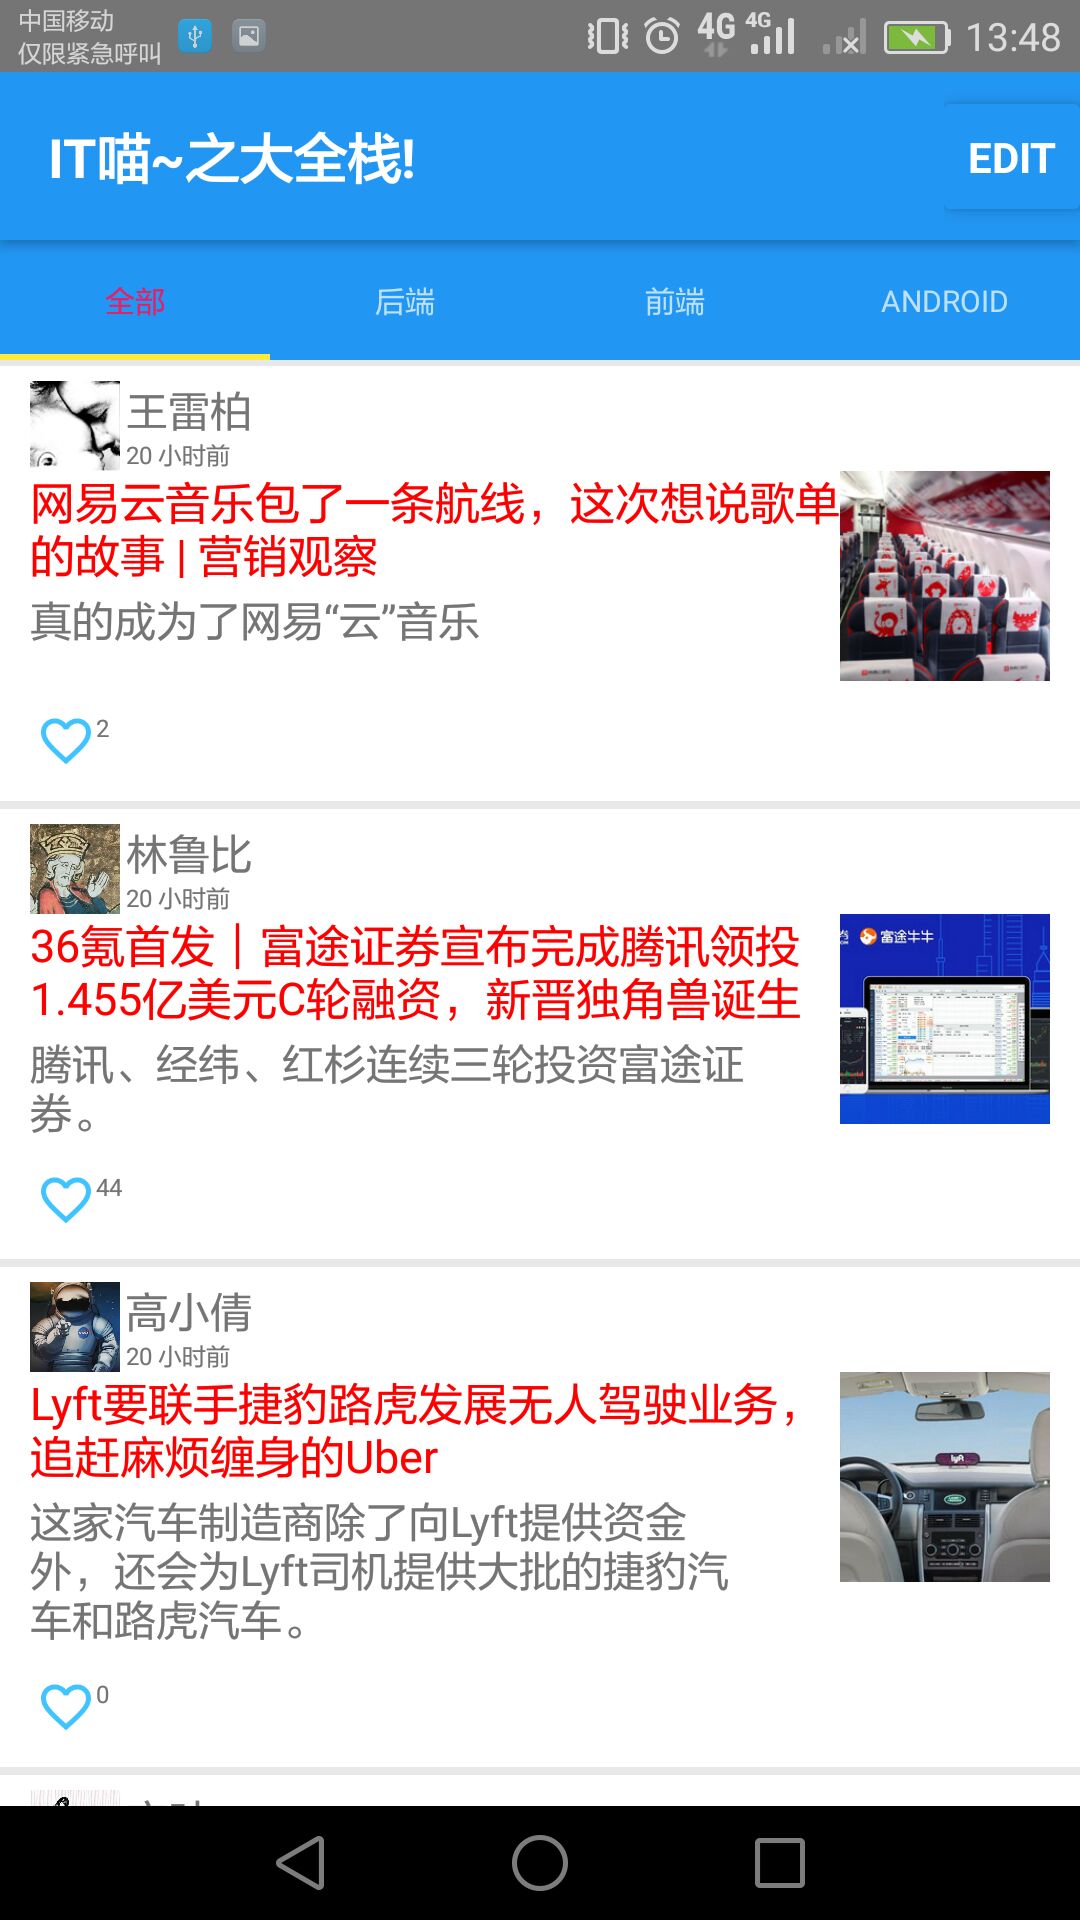 中国移动
仅限紧急呼叫
4G 4G 13:48
IT喵~之大全栈!
EDIT
全部 后端 前端 ANDROID
王雷柏
20 小时前
网易云音乐包了一条航线，这次想说歌单
的故事 | 营销观察
真的成为了网易“云”音乐
2
林鲁比
20 小时前
36氪首发｜富途证券宣布完成腾讯领投
1.455亿美元C轮融资，新晋独角兽诞生
富途牛牛
腾讯、经纬、红杉连续三轮投资富途证
券。
44
高小倩
20 小时前
Lyft要联手捷豹路虎发展无人驾驶业务，
追赶麻烦缠身的Uber
这家汽车制造商除了向Lyft提供资金
外，还会为Lyft司机提供大批的捷豹汽
车和路虎汽车。
0